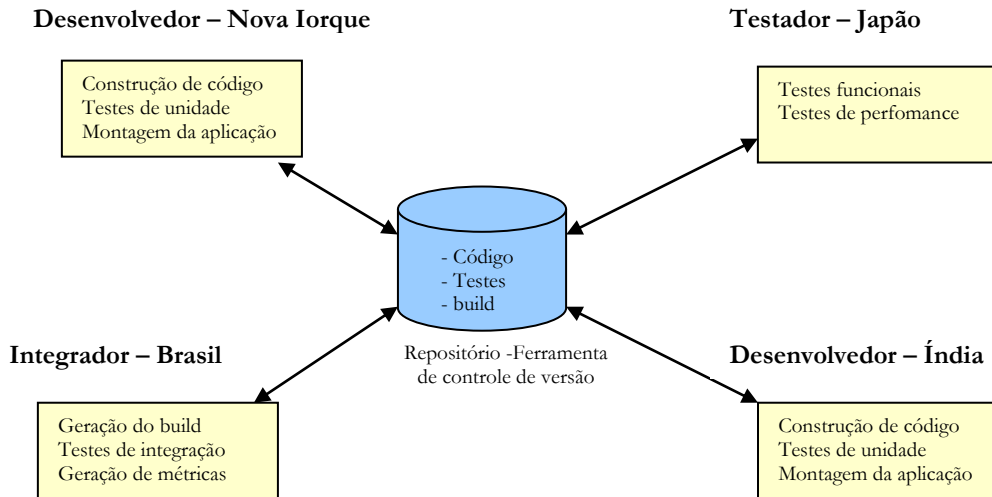 Desenvolvedor – Nova Iorque
Construção de código
Testes de unidade
Montagem da aplicação
Testador – Japão
Testes funcionais
Testes de perfomance
- Código
- Testes
- build
Repositório -Ferramenta
de controle de versão
Integrador – Brasil
Geração do build
Testes de integração
Geração de métricas
Desenvolvedor – Índia
Construção de código
Testes de unidade
Montagem da aplicação